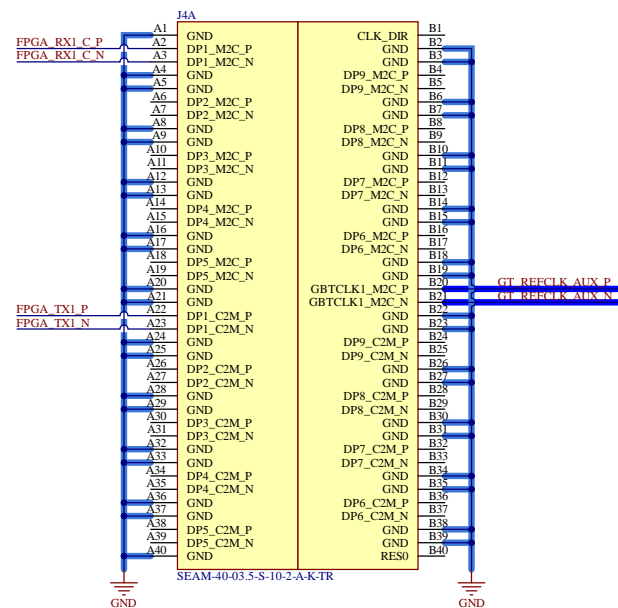 J4A
A1 GND CLK_DIR B1
FPGA_RX1_C_P A2 DP1_M2C_P GND B2
FPGA_RX1_C_N A3 DP1_M2C_N GND B3
A4 GND DP9_M2C_P B4
A5 GND DP9_M2C_N B5
A6 DP2_M2C_P GND B6
A7 DP2_M2C_N GND B7
A8 GND DP8_M2C_P B8
A9 GND DP8_M2C_N B9
A10 DP3_M2C_P GND B10
A11 DP3_M2C_N GND B11
A12 GND DP7_M2C_P B12
A13 GND DP7_M2C_N B13
A14 DP4_M2C_P GND B14
A15 DP4_M2C_N GND B15
A16 GND DP6_M2C_P B16
A17 GND DP6_M2C_N B17
A18 DP5_M2C_P GND B18
A19 DP5_M2C_N GND B19
A20 GND GBTCLK1_M2C_P B20 GT_REFCLK_AUX_P
A21 GND GBTCLK1_M2C_N B21 GT_REFCLK_AUX_N
FPGA_TX1_P A22 DP1_C2M_P GND B22
FPGA_TX1_N A23 DP1_C2M_N GND B23
A24 GND DP9_C2M_P B24
A25 GND DP9_C2M_N B25
A26 DP2_C2M_P GND B26
A27 DP2_C2M_N GND B27
A28 GND DP8_C2M_P B28
A29 GND DP8_C2M_N B29
A30 DP3_C2M_P GND B30
A31 DP3_C2M_N GND B31
A32 GND DP7_C2M_P B32
A33 GND DP7_C2M_N B33
A34 DP4_C2M_P GND B34
A35 DP4_C2M_N GND B35
A36 GND DP6_C2M_P B36
A37 GND DP6_C2M_N B37
A38 DP5_C2M_P GND B38
A39 DP5_C2M_N GND B39
A40 GND RES0 B40
SEAM-40-03.5-S-10-2-A-K-TR
GND GND